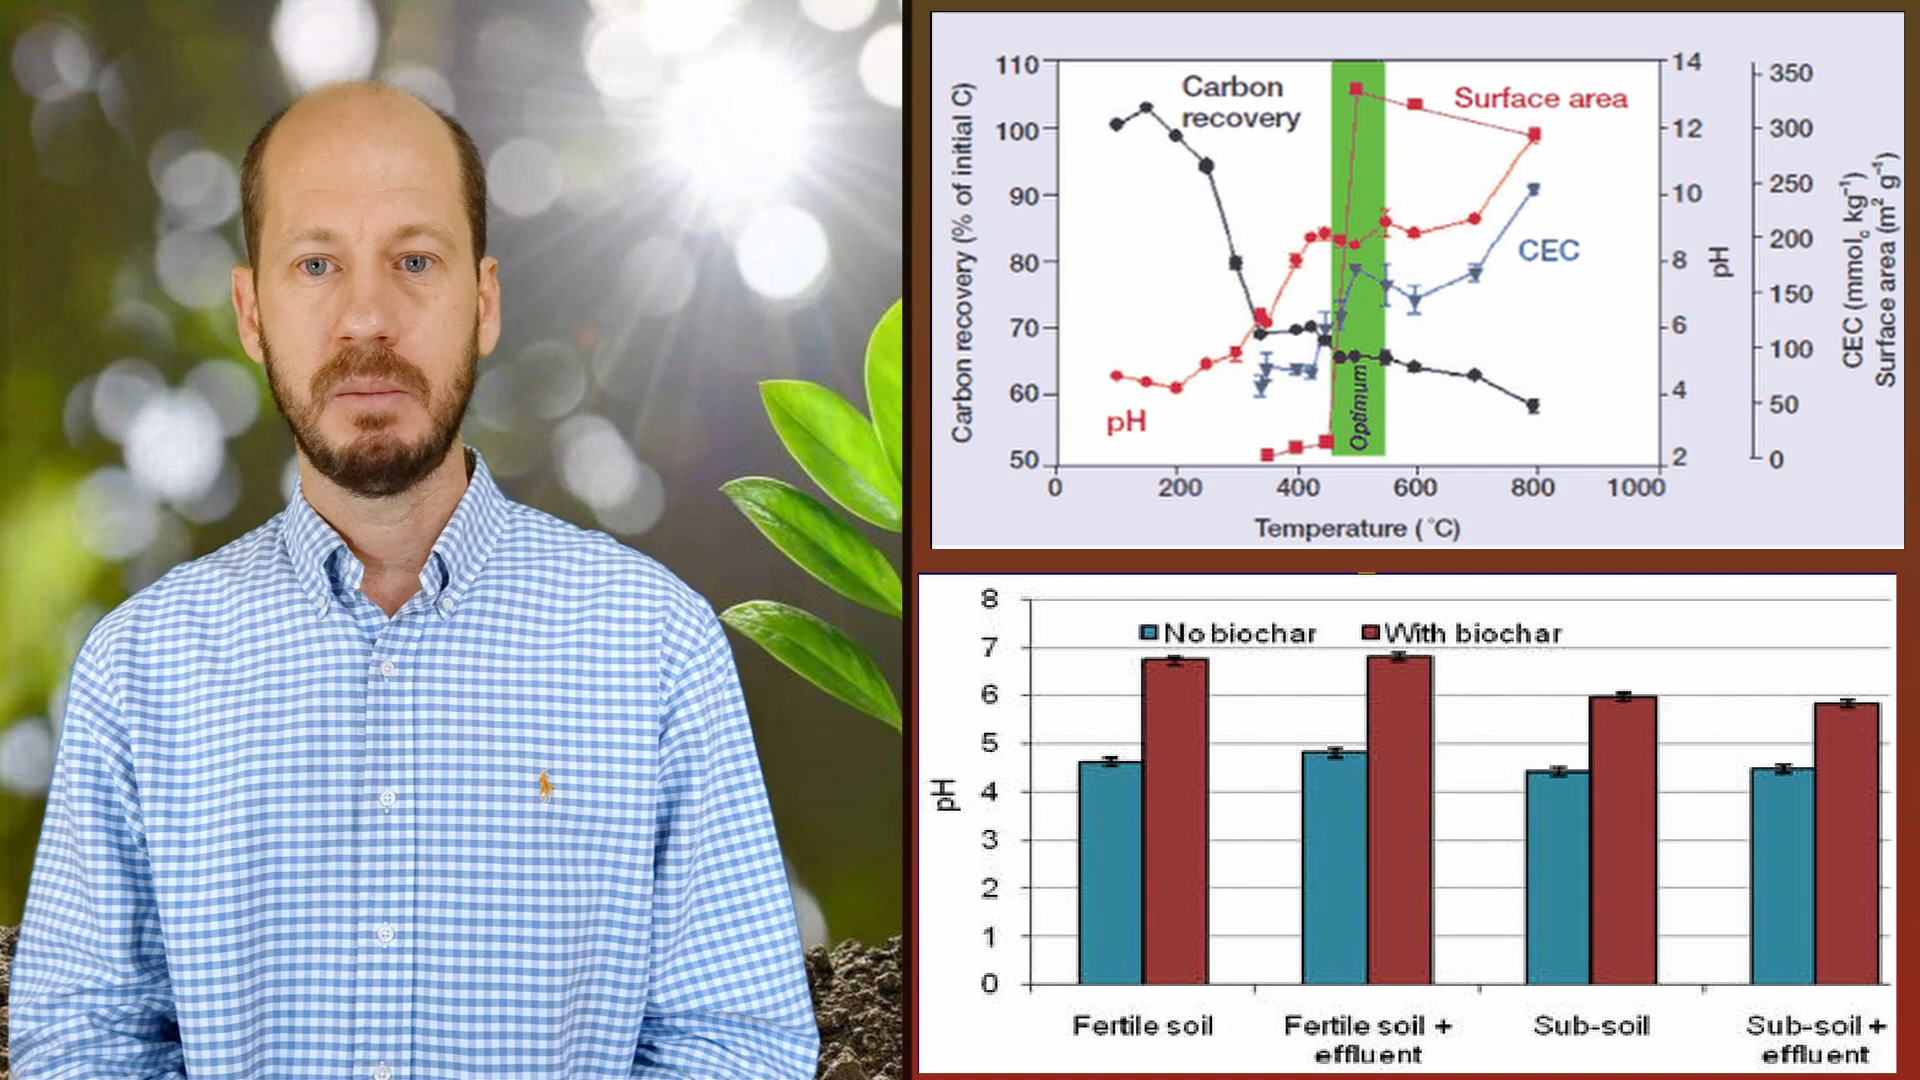 Carbon
recovery
Surface area
CEC
pH
Optimum
110
100
90
80
70
60
50
Carbon recovery (% of initial C)
14
12
10
8
6
4
2
pH
350
300
250
200
150
100
50
0
CEC (mmolc kg⁻¹)
Surface area (m² g⁻¹)
0 200 400 600 800 1000
Temperature (°C)
No biochar With biochar
8
7
6
5
4
3
2
1
0
pH
Fertile soil
Fertile soil +
effluent
Sub-soil
Sub-soil +
effluent